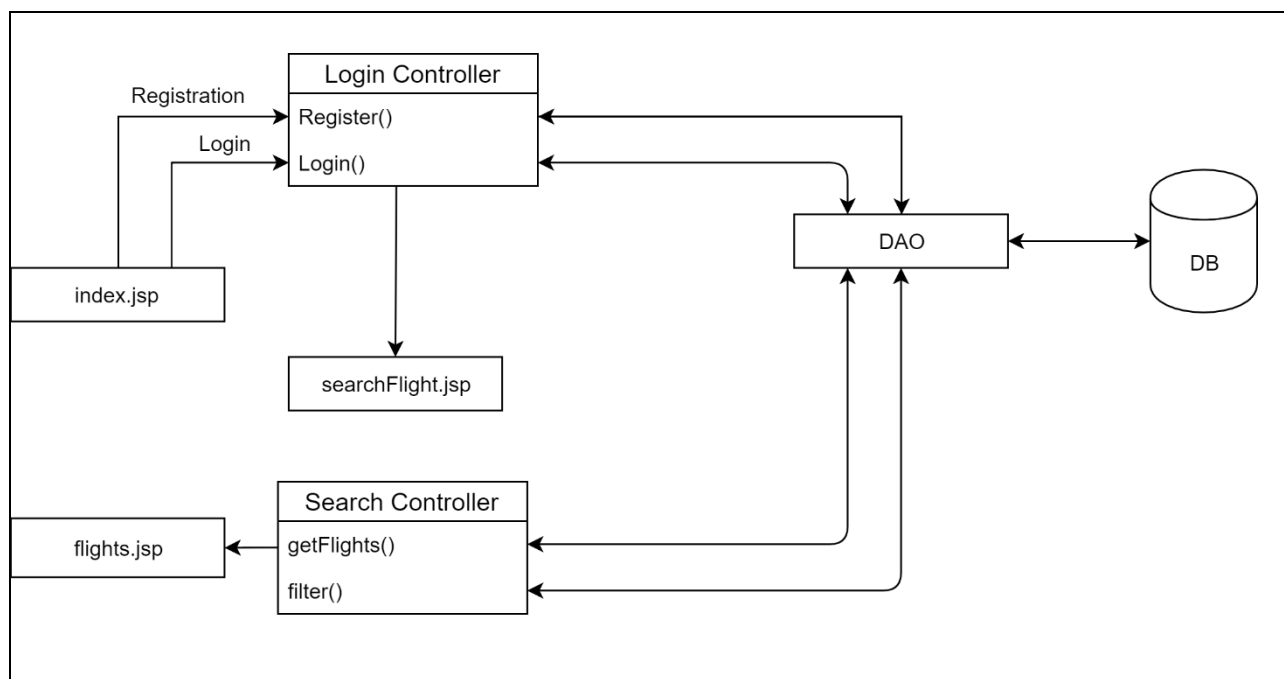 Login Controller
Registration
Register()
Login
Login()
DAO
DB
index.jsp
searchFlight.jsp
Search Controller
flights.jsp
getFlights()
filter()